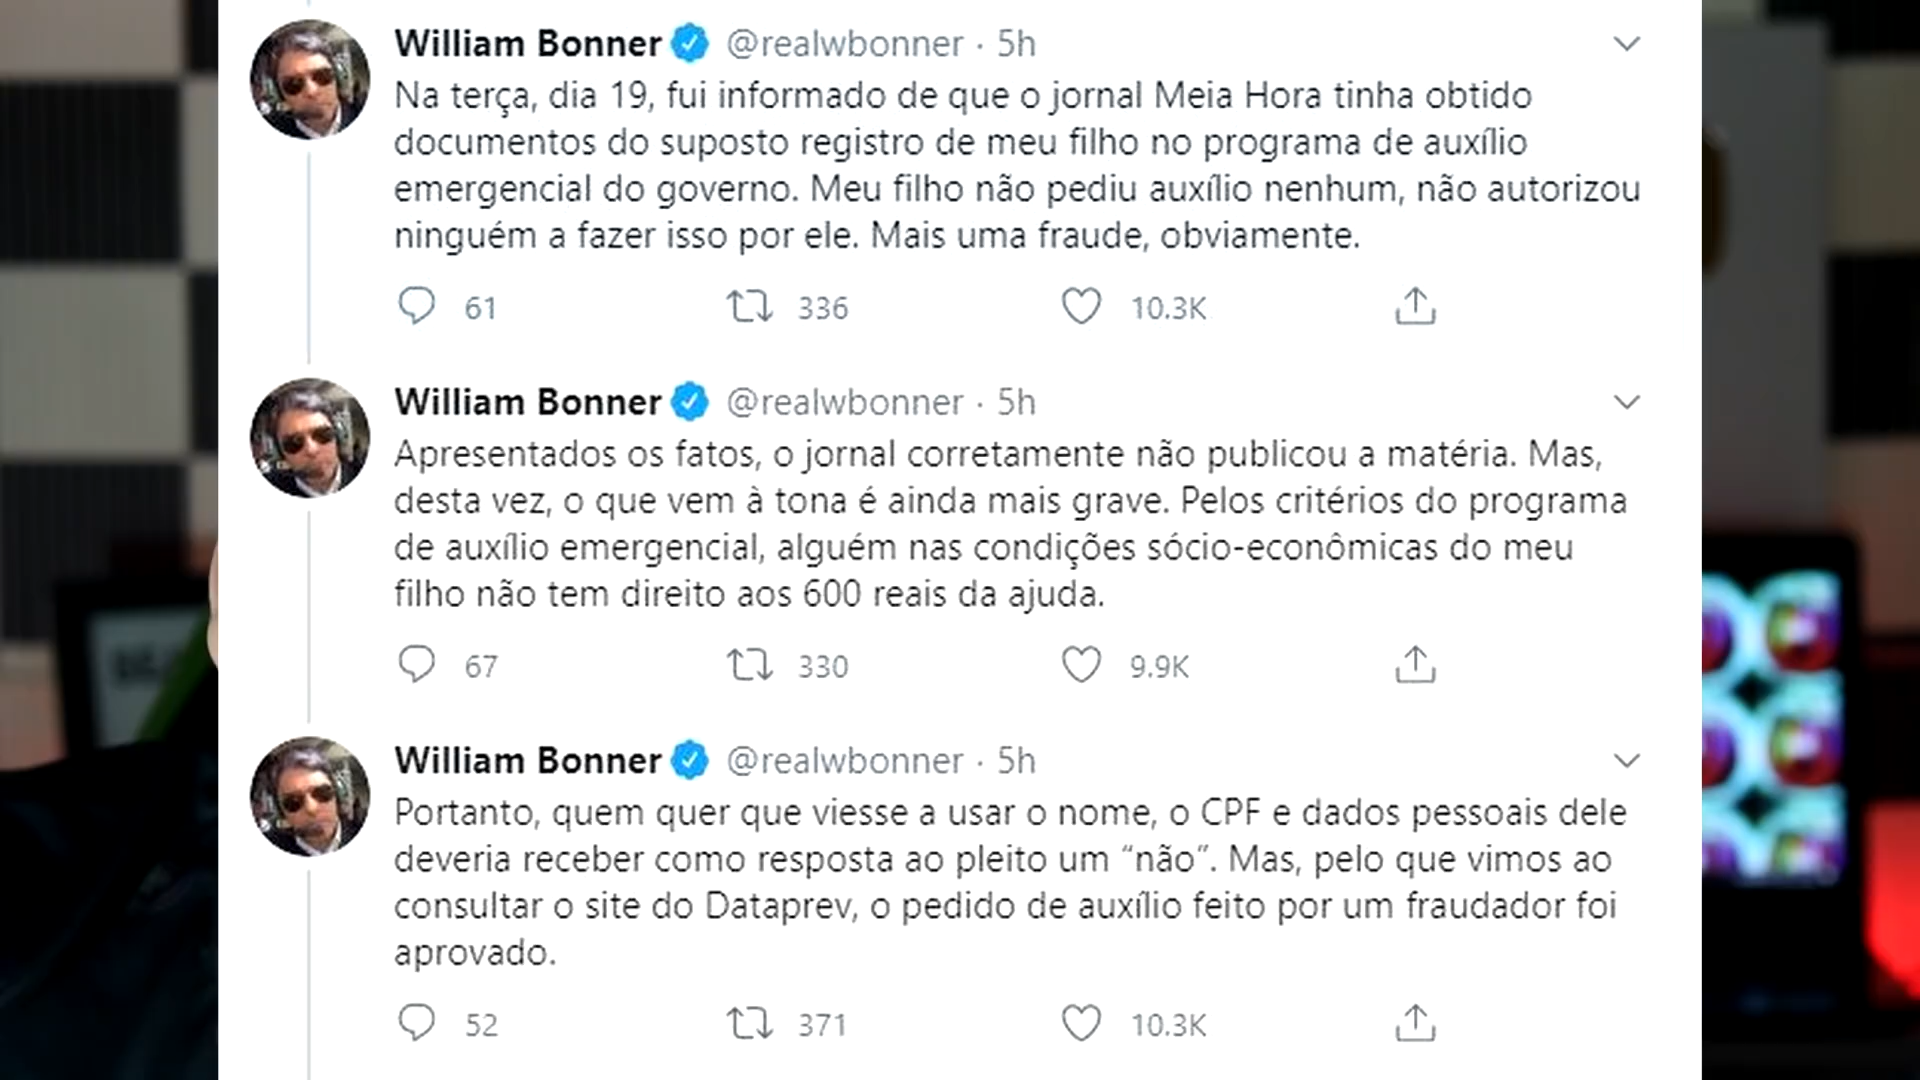 William Bonner @realwbonner · 5h
Na terça, dia 19, fui informado de que o jornal Meia Hora tinha obtido
documentos do suposto registro de meu filho no programa de auxílio
emergencial do governo. Meu filho não pediu auxílio nenhum, não autorizou
ninguém a fazer isso por ele. Mais uma fraude, obviamente.
61 336 10.3K
William Bonner @realwbonner · 5h
Apresentados os fatos, o jornal corretamente não publicou a matéria. Mas,
desta vez, o que vem à tona é ainda mais grave. Pelos critérios do programa
de auxílio emergencial, alguém nas condições sócio-econômicas do meu
filho não tem direito aos 600 reais da ajuda.
67 330 9.9K
William Bonner @realwbonner · 5h
Portanto, quem quer que viesse a usar o nome, o CPF e dados pessoais dele
deveria receber como resposta ao pleito um “não”. Mas, pelo que vimos ao
consultar o site do Dataprev, o pedido de auxílio feito por um fraudador foi
aprovado.
52 371 10.3K